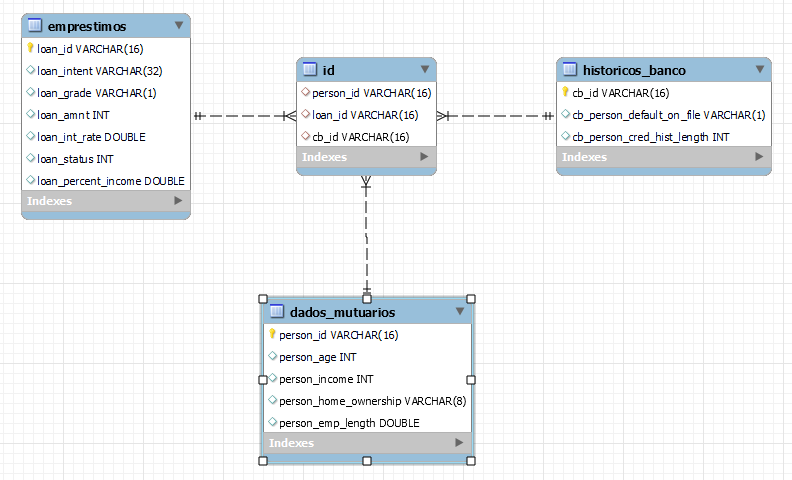 emprestimos
loan_id VARCHAR(16)
loan_intent VARCHAR(32)
loan_grade VARCHAR(1)
loan_amnt INT
loan_int_rate DOUBLE
loan_status INT
loan_percent_income DOUBLE
Indexes
id
person_id VARCHAR(16)
loan_id VARCHAR(16)
cb_id VARCHAR(16)
Indexes
historicos_banco
cb_id VARCHAR(16)
cb_person_default_on_file VARCHAR(1)
cb_person_cred_hist_length INT
Indexes
dados_mutuarios
person_id VARCHAR(16)
person_age INT
person_income INT
person_home_ownership VARCHAR(8)
person_emp_length DOUBLE
Indexes